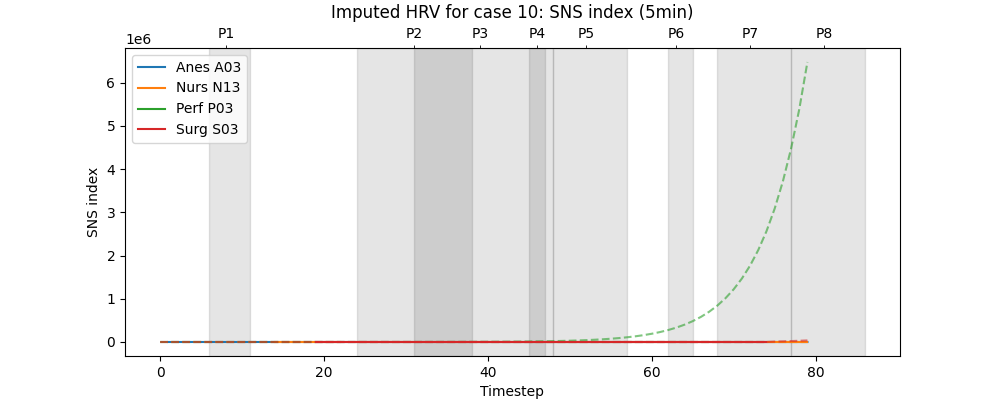 Imputed HRV for case 10: SNS index (5min)
P1 P2 P3 P4 P5 P6 P7 P8
1e6
Anes A03
Nurs N13
Perf P03
Surg S03
6
5
4
3
2
1
0
SNS index
0 20 40 60 80
Timestep